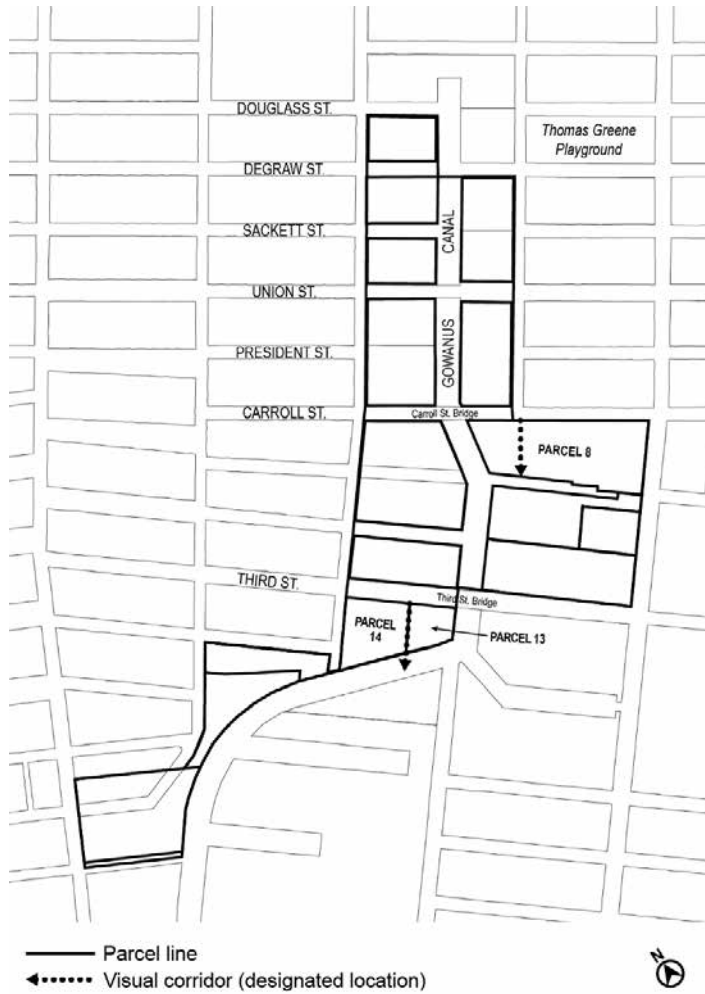 DOUGLASS ST.
Thomas Greene
Playground
DEGRAW ST.
SACKETT ST.
CANAL
UNION ST.
GOWANUS
PRESIDENT ST.
CARROLL ST.
Carroll St. Bridge
PARCEL 8
THIRD ST.
Third St. Bridge
PARCEL
14
PARCEL 13
Parcel line
Visual corridor (designated location)
N